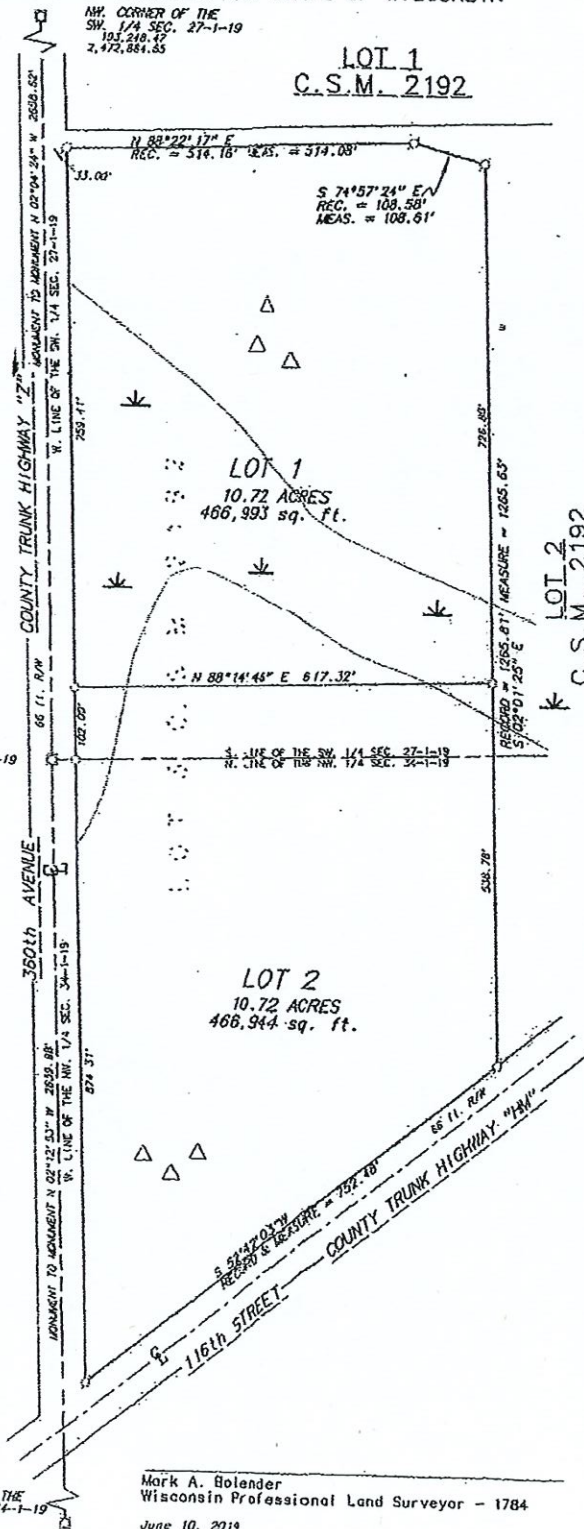 NW. CORNER OF THE
SW. 1/4 SEC. 27-1-19
193,248.47
2,472,884.85
LOT 1
C.S.M. 2192
N 88°22'17" E
REC. = 514.16' MEAS. = 514.08'
33.00'
S 74°57'24" E
REC. = 108.58'
MEAS. = 108.61'
COUNTY TRUNK HIGHWAY "Z"
MONUMENT TO MONUMENT N 02°04'24" W 2658.62'
W. LINE OF THE SW. 1/4 SEC. 27-1-19
759.41'
726.85'
LOT 1
10.72 ACRES
466,993 sq. ft.
LOT 2
C.S.M. 2192
RECORD = 1265.81' MEASURE = 1265.63'
S 02°01'25" E
66 ft. R/W
N 88°14'46" E 617.32'
102.00'
S. LINE OF THE SW. 1/4 SEC. 27-1-19
N. LINE OF THE NW. 1/4 SEC. 34-1-19
360th AVENUE
538.78'
LOT 2
10.72 ACRES
466,944 sq. ft.
MONUMENT TO MONUMENT N 02°12'53" W 2659.88'
W. LINE OF THE NW. 1/4 SEC. 34-1-19
874.31'
S 52°42'03" W
RECORD & MEASURE = 752.48'
66 ft. R/W
COUNTY TRUNK HIGHWAY "HM"
116th STREET
THE
Mark A. Bolender
Wisconsin Professional Land Surveyor - 1784
June 10, 2019